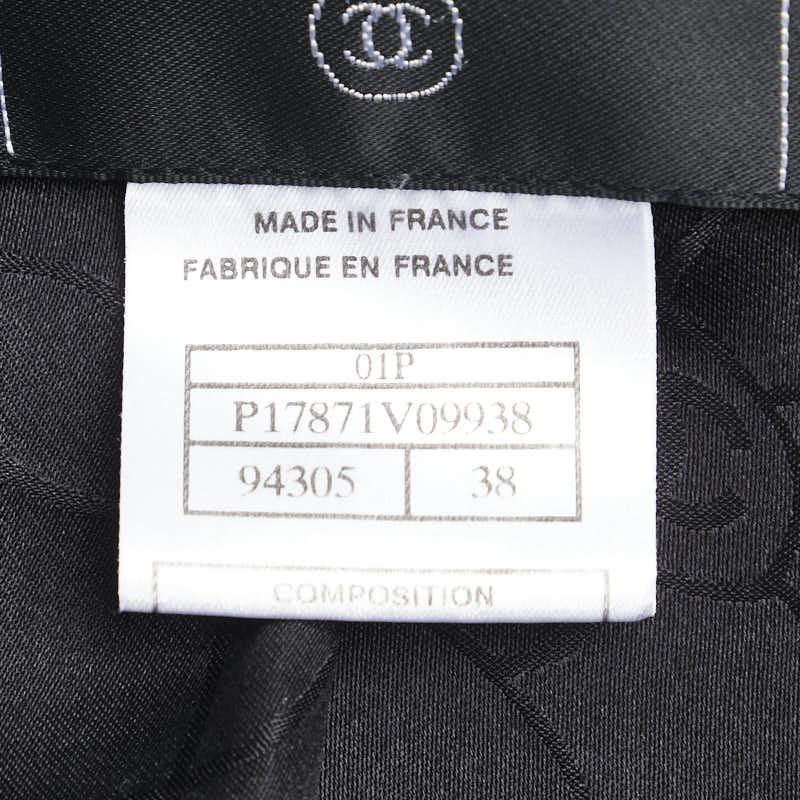 MADE IN FRANCE
FABRIQUE EN FRANCE
01P
P17871V09938
94305 38
COMPOSITION